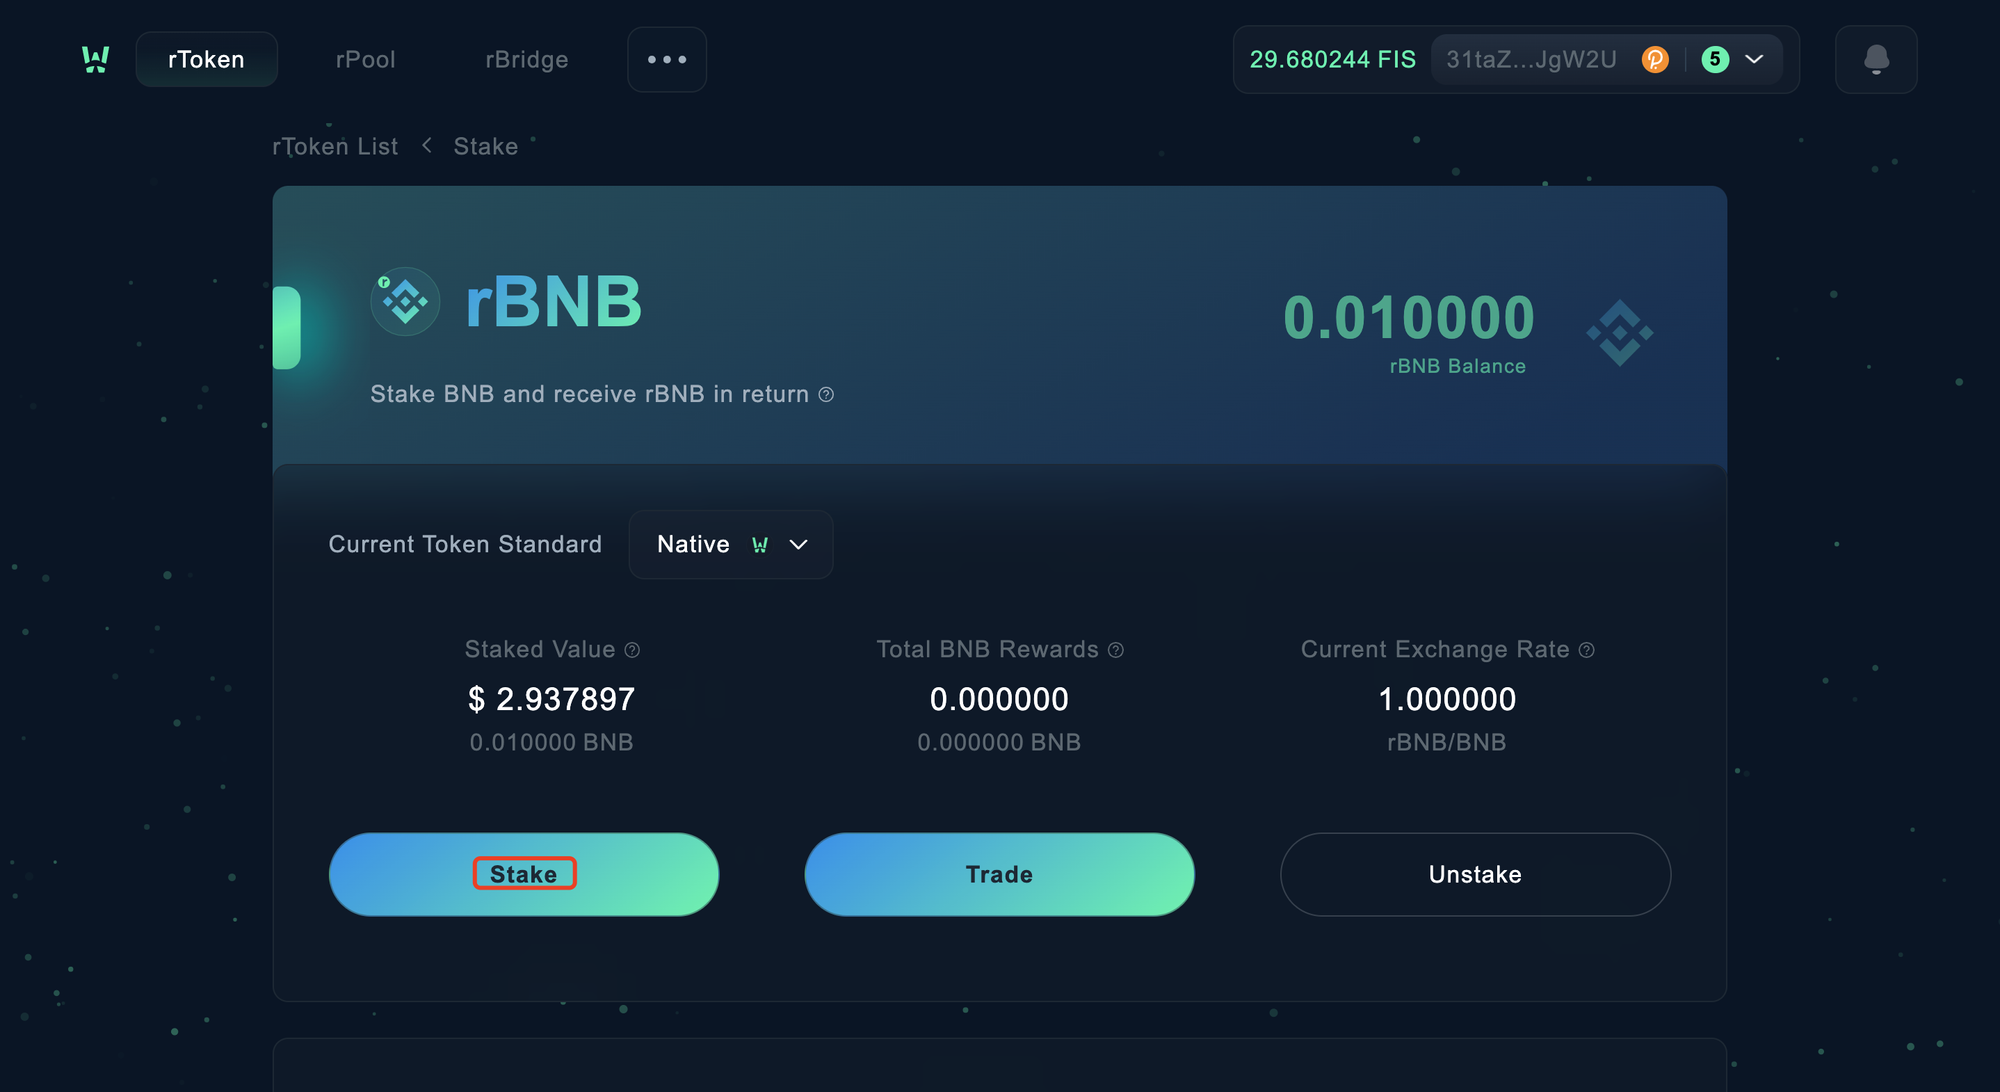 rToken rPool rBridge ••• 29.680244 FIS 31taZ...JgW2U 5
rToken List < Stake
rBNB
0.010000
rBNB Balance
Stake BNB and receive rBNB in return ?
Current Token Standard Native
Staked Value ? Total BNB Rewards ? Current Exchange Rate ?
$ 2.937897 0.000000 1.000000
0.010000 BNB 0.000000 BNB rBNB/BNB
Stake Trade Unstake